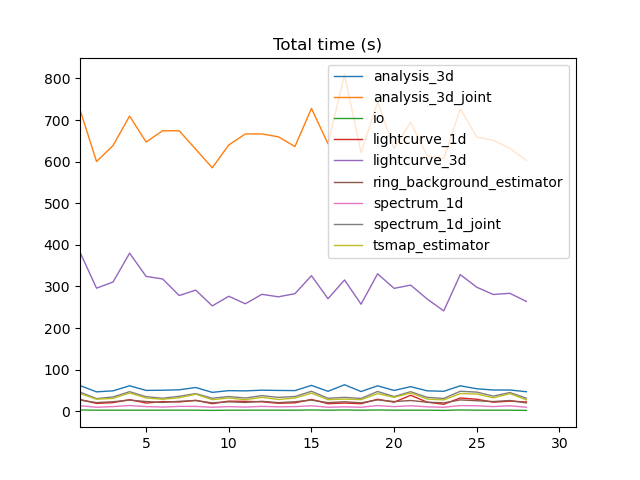 Total time (s)
800
700
600
500
400
300
200
100
0
analysis_3d
analysis_3d_joint
io
lightcurve_1d
lightcurve_3d
ring_background_estimator
spectrum_1d
spectrum_1d_joint
tsmap_estimator
5 10 15 20 25 30